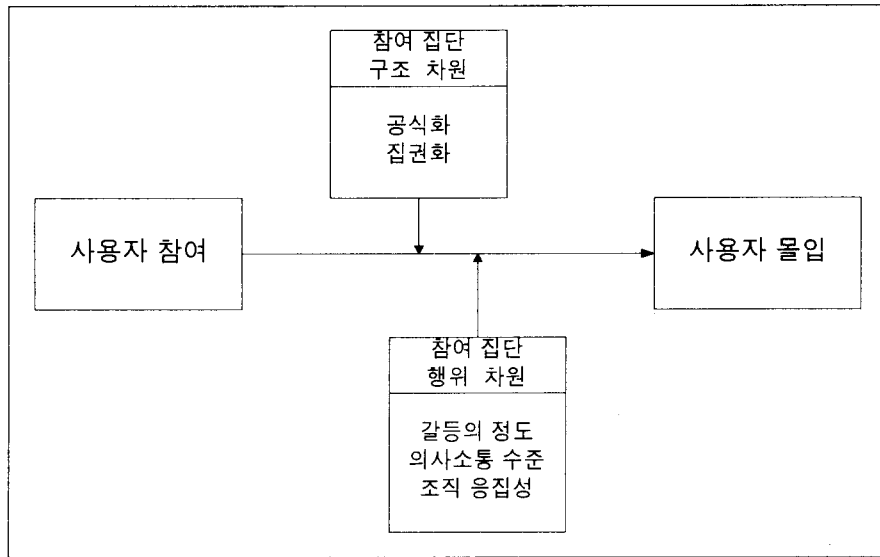 참여 집단
구조 차원
공식화
집권화
사용자 참여
사용자 몰입
참여 집단
행위 차원
갈등의 정도
의사소통 수준
조직 응집성